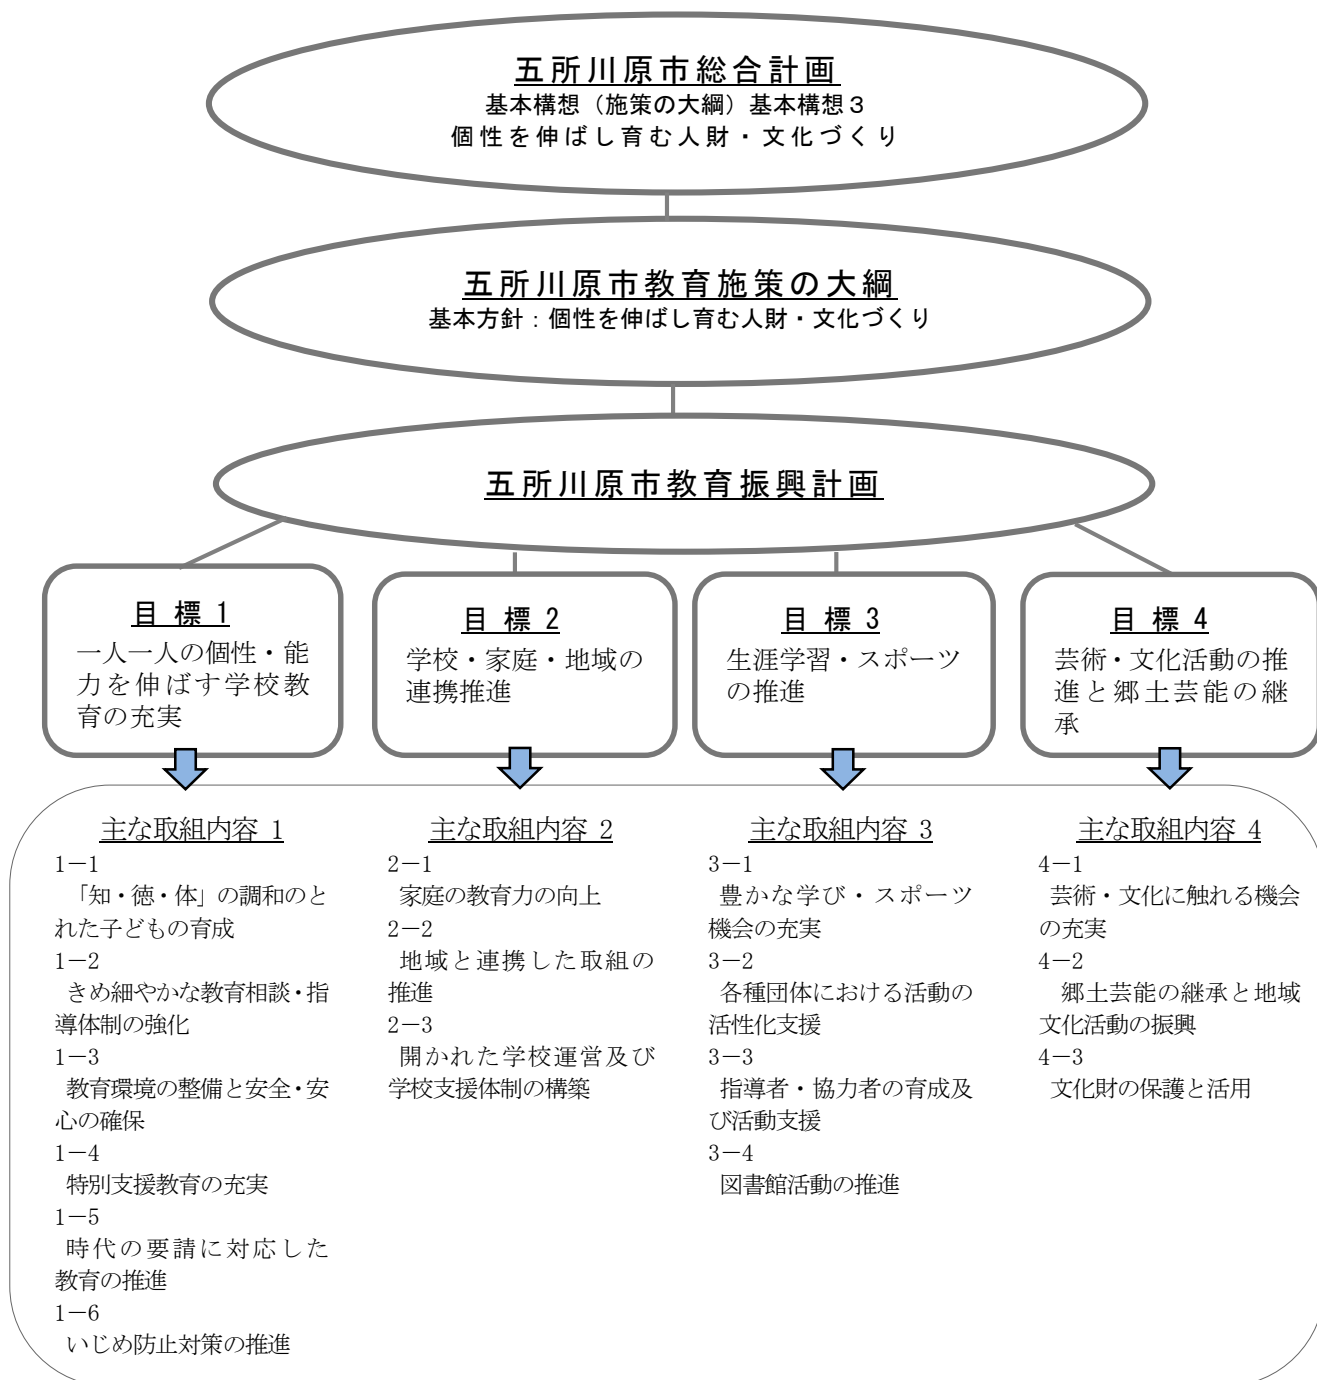 五所川原市総合計画
基本構想（施策の大綱）基本構想３
個性を伸ばし育む人財・文化づくり
五所川原市教育施策の大綱
基本方針：個性を伸ばし育む人財・文化づくり
五所川原市教育振興計画
目 標 1
一人一人の個性・能
力を伸ばす学校教
育の充実
目 標 2
学校・家庭・地域の
連携推進
目 標 3
生涯学習・スポーツ
の推進
目 標 4
芸術・文化活動の推
進と郷土芸能の継
承
主な取組内容 1
1－1
「知・徳・体」の調和のと
れた子どもの育成
1－2
きめ細やかな教育相談・指
導体制の強化
1－3
教育環境の整備と安全・安
心の確保
1－4
特別支援教育の充実
1－5
時代の要請に対応した
教育の推進
1－6
いじめ防止対策の推進
主な取組内容 2
2－1
家庭の教育力の向上
2－2
地域と連携した取組の
推進
2－3
開かれた学校運営及び
学校支援体制の構築
主な取組内容 3
3－1
豊かな学び・スポーツ
機会の充実
3－2
各種団体における活動の
活性化支援
3－3
指導者・協力者の育成及
び活動支援
3－4
図書館活動の推進
主な取組内容 4
4－1
芸術・文化に触れる機会
の充実
4－2
郷土芸能の継承と地域
文化活動の振興
4－3
文化財の保護と活用